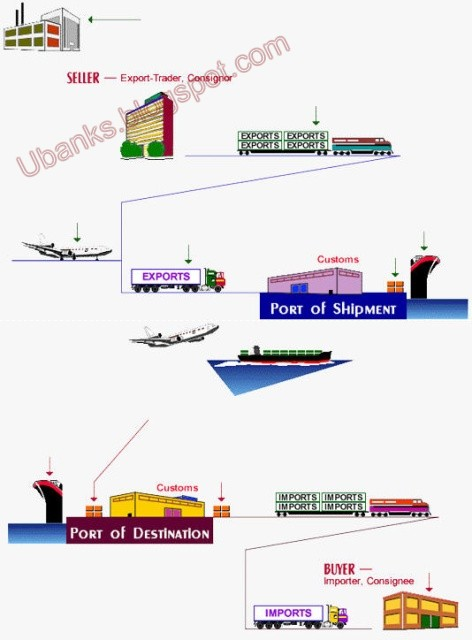 SELLER — Export-Trader, Consignor
Ubanks.blogspot.com
EXPORTS EXPORTS
EXPORTS EXPORTS
EXPORTS
Customs
PORT OF SHIPMENT
Customs
PORT OF DESTINATION
IMPORTS IMPORTS
IMPORTS IMPORTS
BUYER —
Importer, Consignee
IMPORTS